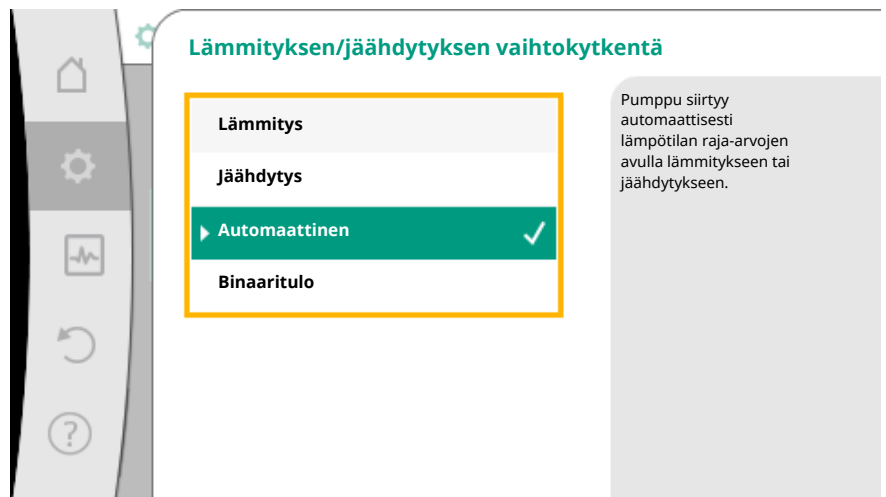 Lämmityksen/jäähdytyksen vaihtokytkentä
Lämmitys
Jäähdytys
Automaattinen
Binaaritulo
Pumppu siirtyy
automaattisesti
lämpötilan raja-arvojen
avulla lämmitykseen tai
jäähdytykseen.
?